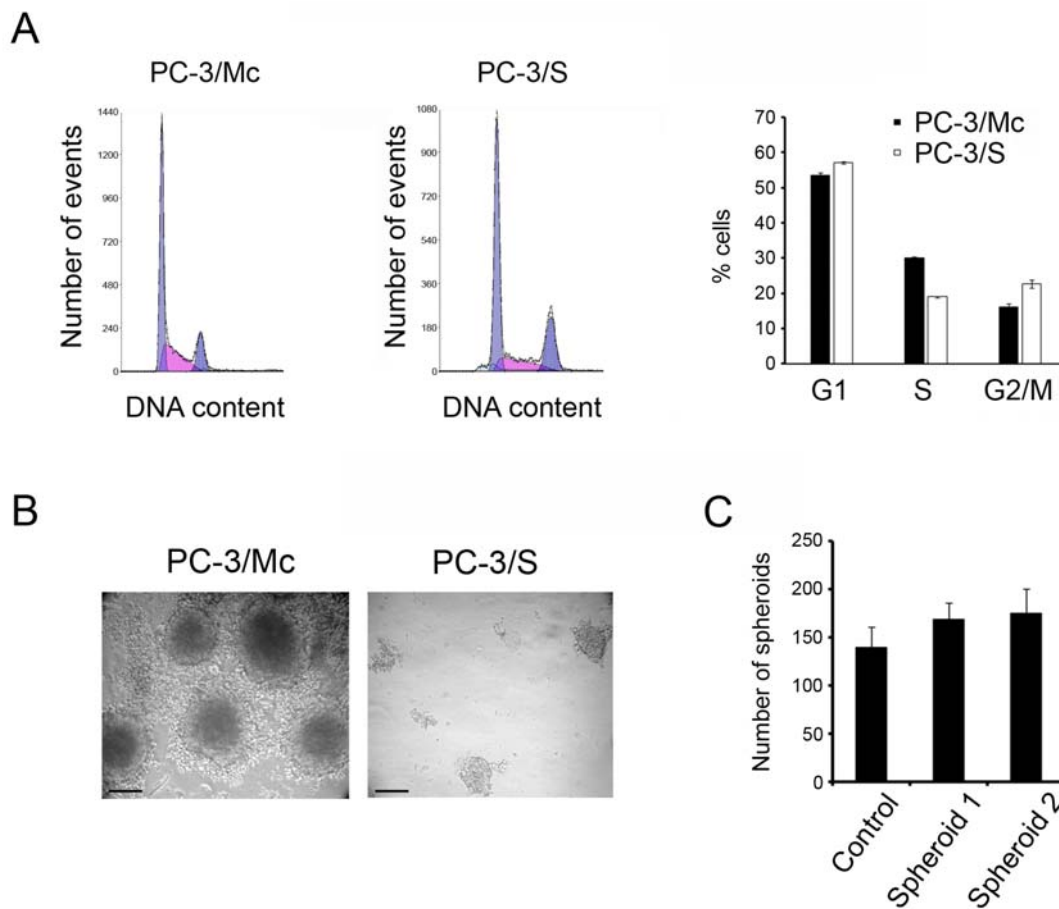 A
PC-3/Mc
Number of events
1440
1200
960
720
480
240
0
DNA content
PC-3/S
Number of events
1080
900
720
540
360
180
0
DNA content
PC-3/Mc
PC-3/S
% cells
70
60
50
40
30
20
10
0
G1 S G2/M
B
PC-3/Mc
PC-3/S
C
Number of spheroids
250
200
150
100
50
0
Control
Spheroid 1
Spheroid 2